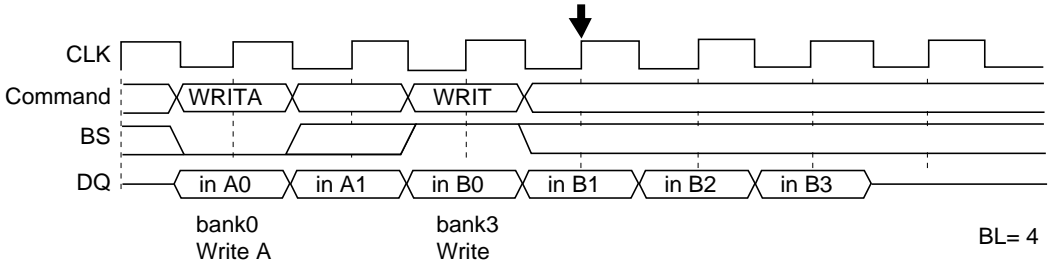 CLK
Command WRITA WRIT
BS
DQ in A0 in A1 in B0 in B1 in B2 in B3
bank0 bank3
Write A Write
BL= 4